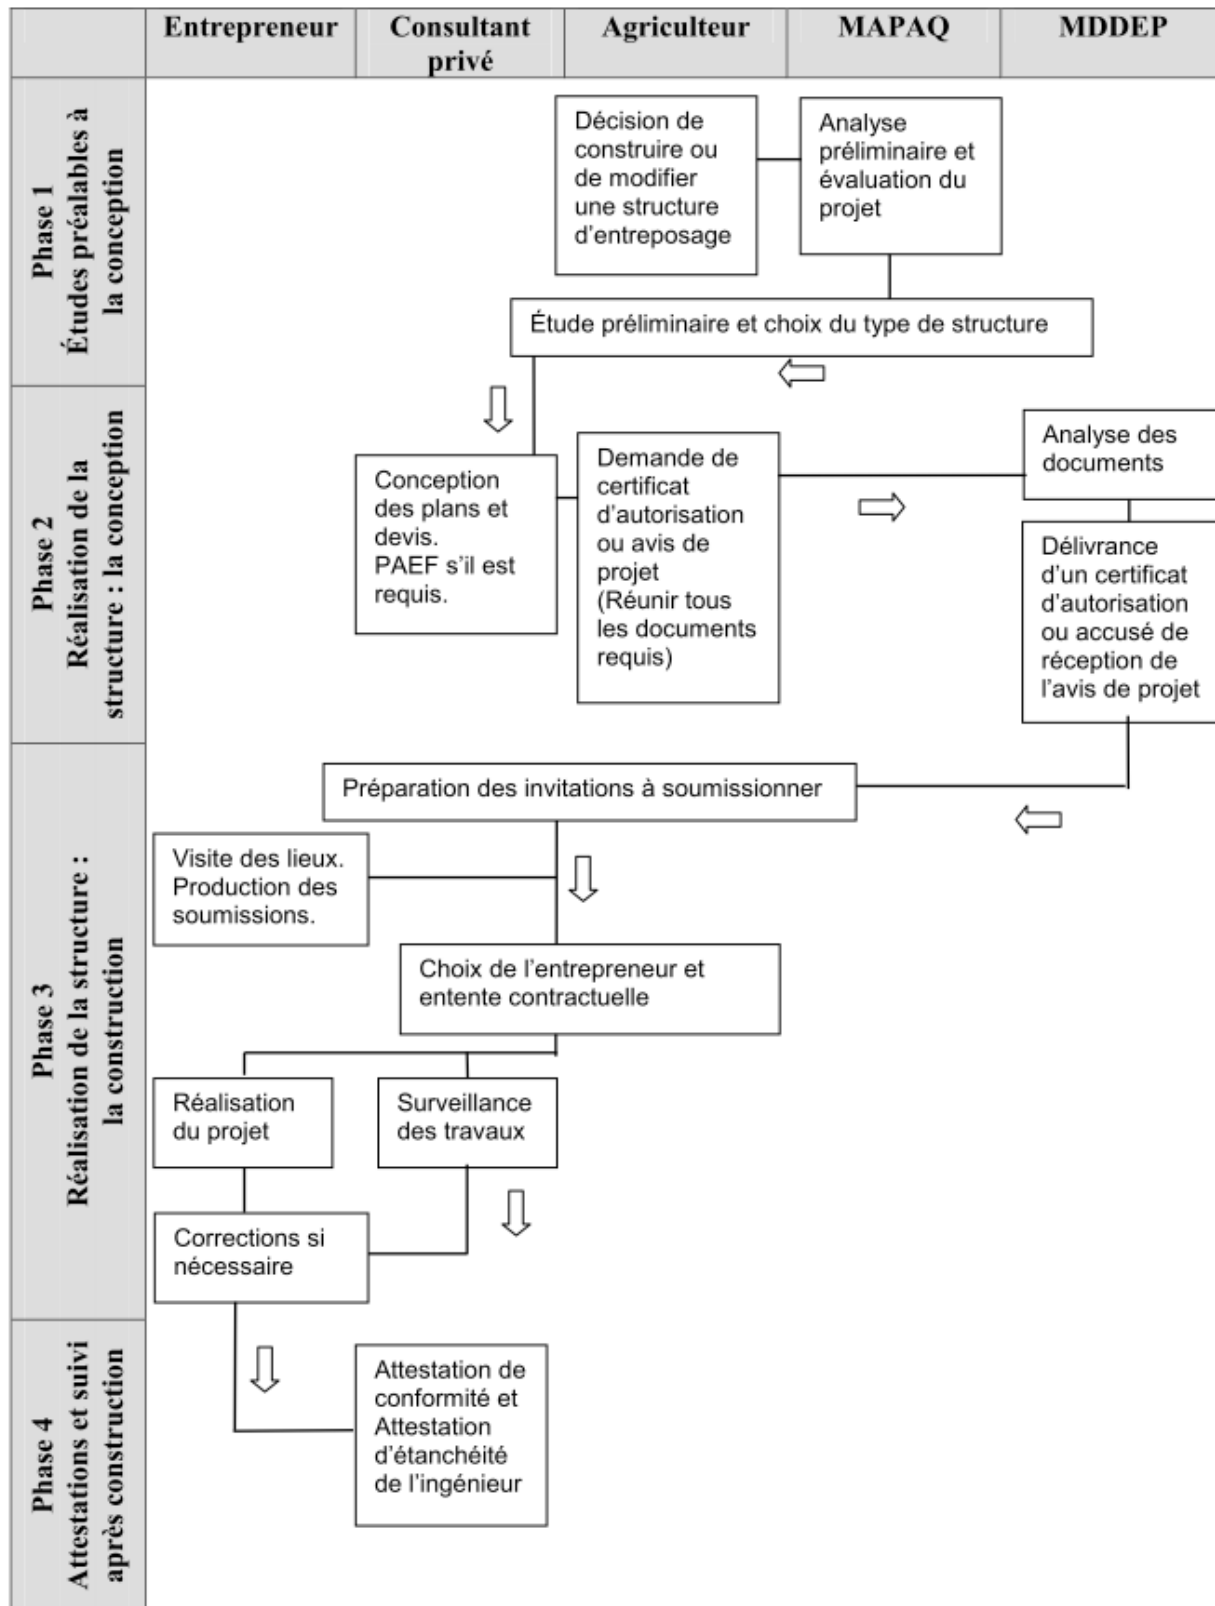 Entrepreneur
Consultant
privé
Agriculteur
MAPAQ
MDDEP
Phase 1
Études préalables à
la conception
Décision de
construire ou
de modifier
une structure
d’entreposage
Analyse
préliminaire et
évaluation du
projet
Étude préliminaire et choix du type de structure
Phase 2
Réalisation de la
structure : la conception
Conception
des plans et
devis.
PAEF s’il est
requis.
Demande de
certificat
d’autorisation
ou avis de
projet
(Réunir tous
les documents
requis)
Analyse des
documents
Délivrance
d’un certificat
d’autorisation
ou accusé de
réception de
l’avis de projet
Phase 3
Réalisation de la structure :
la construction
Préparation des invitations à soumissionner
Visite des lieux.
Production des
soumissions.
Choix de l’entrepreneur et
entente contractuelle
Réalisation
du projet
Surveillance
des travaux
Corrections si
nécessaire
Phase 4
Attestations et suivi
après construction
Attestation de
conformité et
Attestation
d’étanchéité
de l’ingénieur